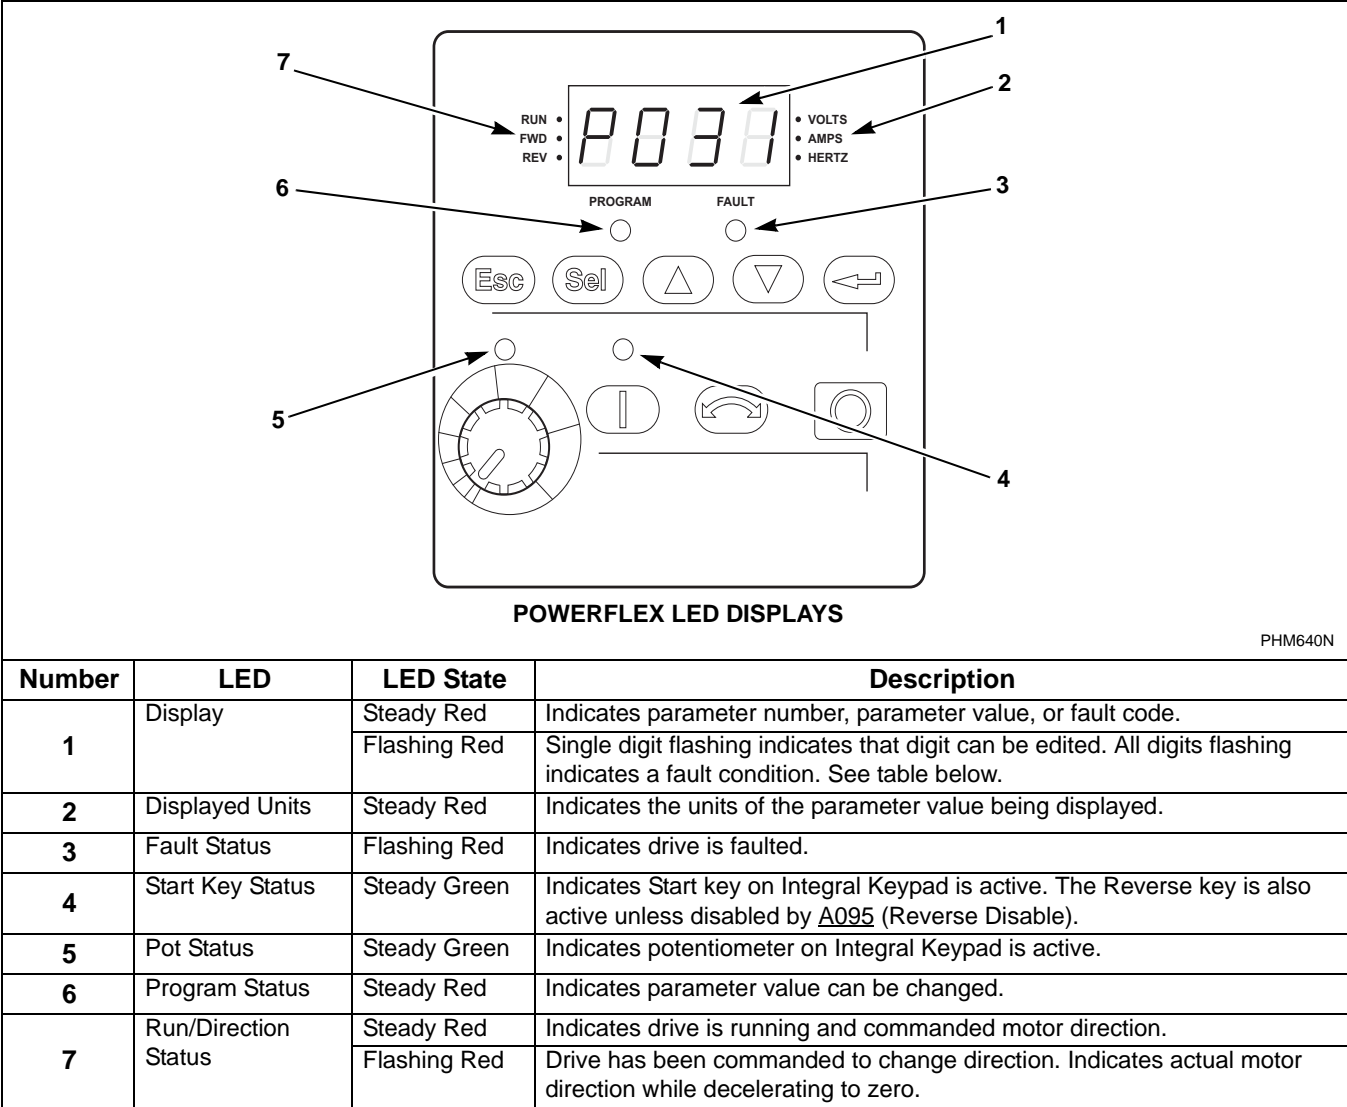 1
7
2
RUN
FWD
REV
P031
VOLTS
AMPS
HERTZ
6
3
PROGRAM
FAULT
Esc
Sel
5
4
POWERFLEX LED DISPLAYS
PHM640N
Number LED LED State Description
1 Display Steady Red Indicates parameter number, parameter value, or fault code.
Flashing Red Single digit flashing indicates that digit can be edited. All digits flashing
indicates a fault condition. See table below.
2 Displayed Units Steady Red Indicates the units of the parameter value being displayed.
3 Fault Status Flashing Red Indicates drive is faulted.
4 Start Key Status Steady Green Indicates Start key on Integral Keypad is active. The Reverse key is also
active unless disabled by A095 (Reverse Disable).
5 Pot Status Steady Green Indicates potentiometer on Integral Keypad is active.
6 Program Status Steady Red Indicates parameter value can be changed.
7 Run/Direction Steady Red Indicates drive is running and commanded motor direction.
Status Flashing Red Drive has been commanded to change direction. Indicates actual motor
direction while decelerating to zero.